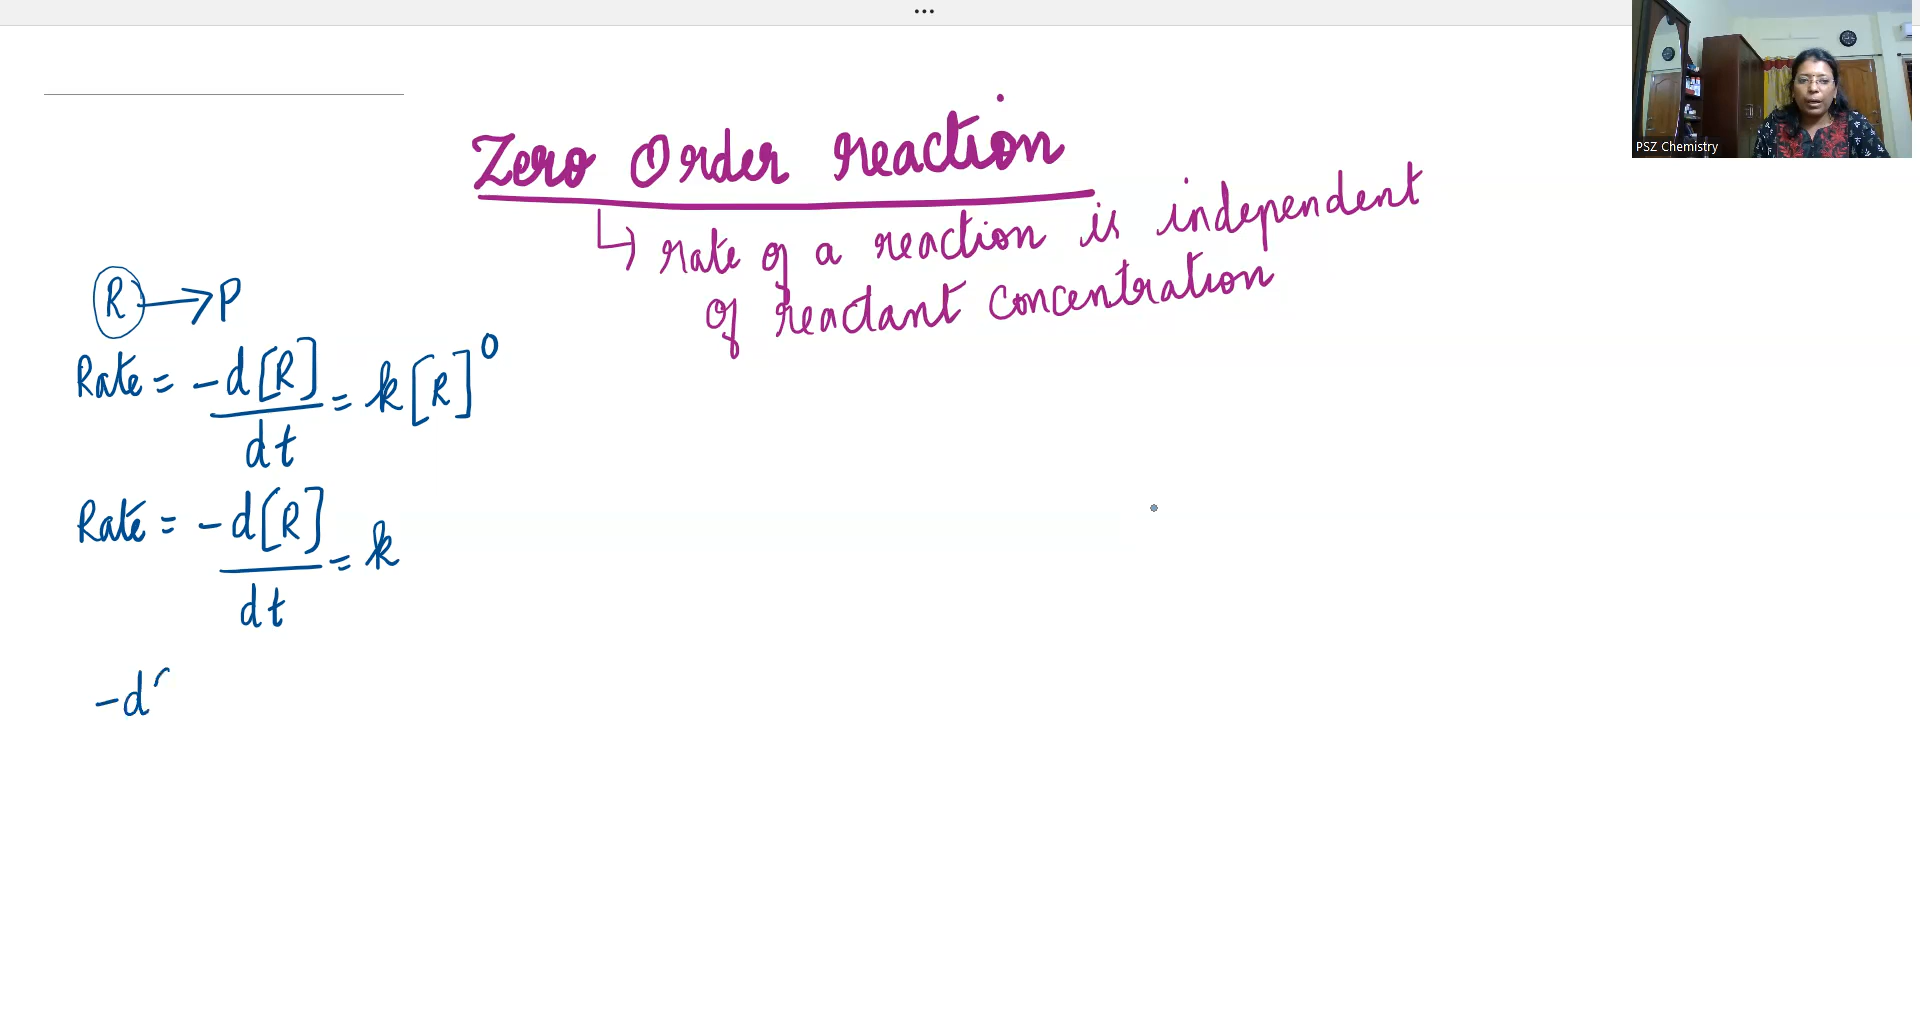 ...
PSZ Chemistry
Zero Order reaction
↳ rate of a reaction is independent
of reactant concentration
R → P
Rate = -d[R]/dt = k[R]⁰
Rate = -d[R]/dt = k
-d